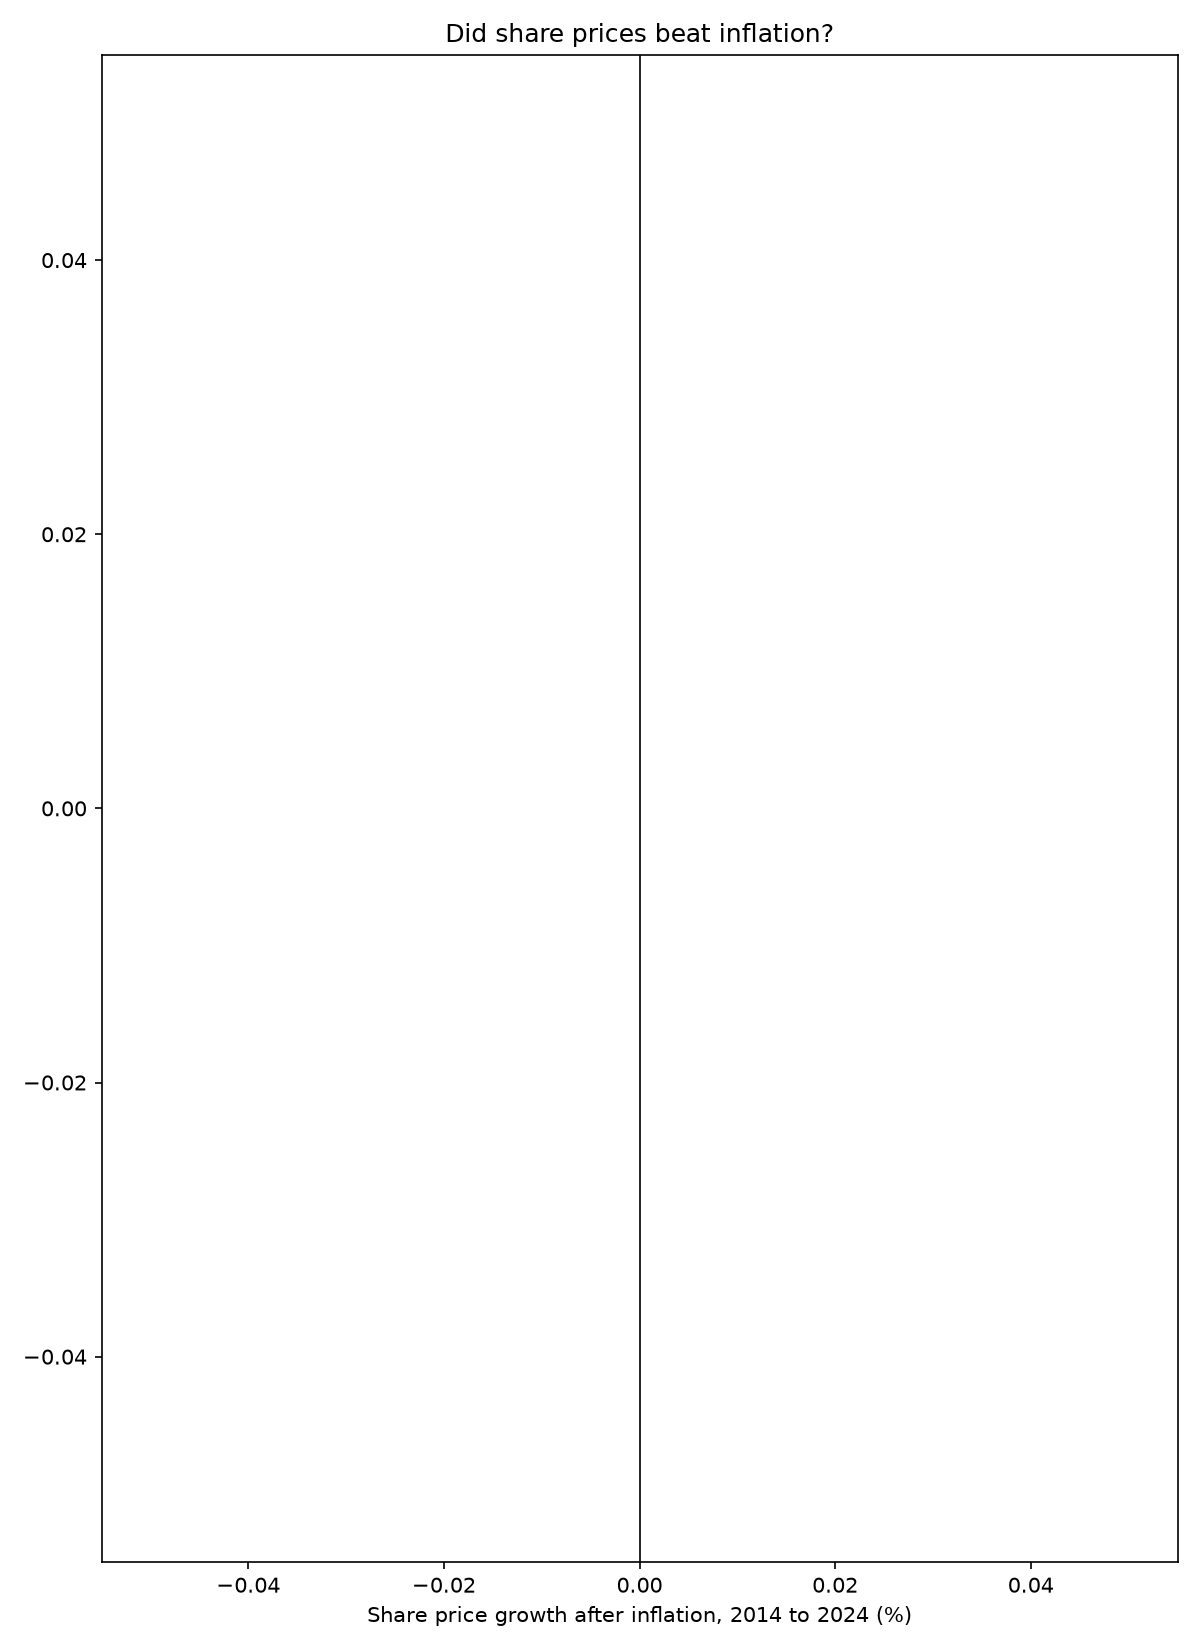 Did share prices beat inflation?
0.04
0.02
0.00
−0.02
−0.04
−0.04 −0.02 0.00 0.02 0.04
Share price growth after inflation, 2014 to 2024 (%)